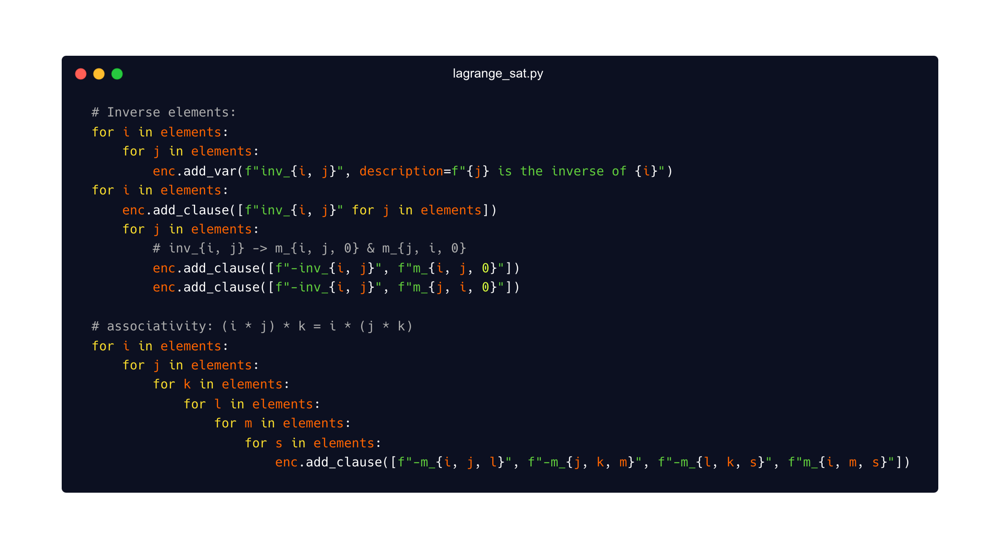 lagrange_sat.py
# Inverse elements:
for i in elements:
    for j in elements:
        enc.add_var(f"inv_{i, j}", description=f"{j} is the inverse of {i}")
for i in elements:
    enc.add_clause([f"inv_{i, j}" for j in elements])
    for j in elements:
        # inv_{i, j} -> m_{i, j, 0} & m_{j, i, 0}
        enc.add_clause([f"-inv_{i, j}", f"m_{i, j, 0}"])
        enc.add_clause([f"-inv_{i, j}", f"m_{j, i, 0}"])

# associativity: (i * j) * k = i * (j * k)
for i in elements:
    for j in elements:
        for k in elements:
            for l in elements:
                for m in elements:
                    for s in elements:
                        enc.add_clause([f"-m_{i, j, l}", f"-m_{j, k, m}", f"-m_{l, k, s}", f"m_{i, m, s}"])